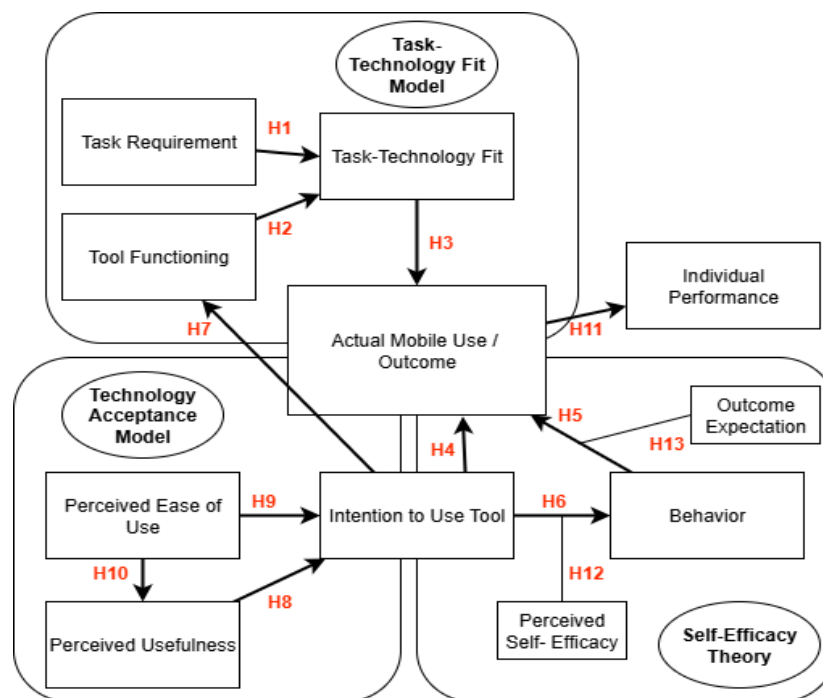 Task-
Technology Fit
Model
H1
Task Requirement
Task-Technology Fit
H2
Tool Functioning
H3
Individual
Performance
H7
Actual Mobile Use /
Outcome
H11
Technology
Acceptance
Model
H5
Outcome
Expectation
H4
H13
Perceived Ease of
Use
H9
Intention to Use Tool
H6
Behavior
H10
H8
H12
Perceived Usefulness
Perceived
Self- Efficacy
Self-Efficacy
Theory